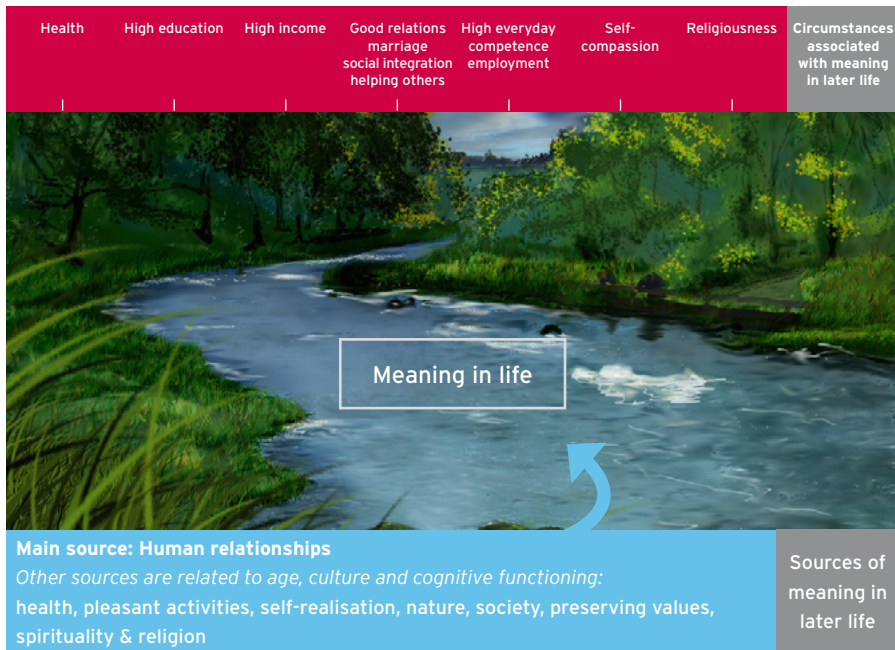 Health
High education
High income
Good relations
marriage
social integration
helping others
High everyday
competence
employment
Self-
compassion
Religiousness
Circumstances
associated
with meaning
in later life
Meaning in life
Main source: Human relationships
Other sources are related to age, culture and cognitive functioning:
health, pleasant activities, self-realisation, nature, society, preserving values,
spirituality & religion
Sources of
meaning in
later life